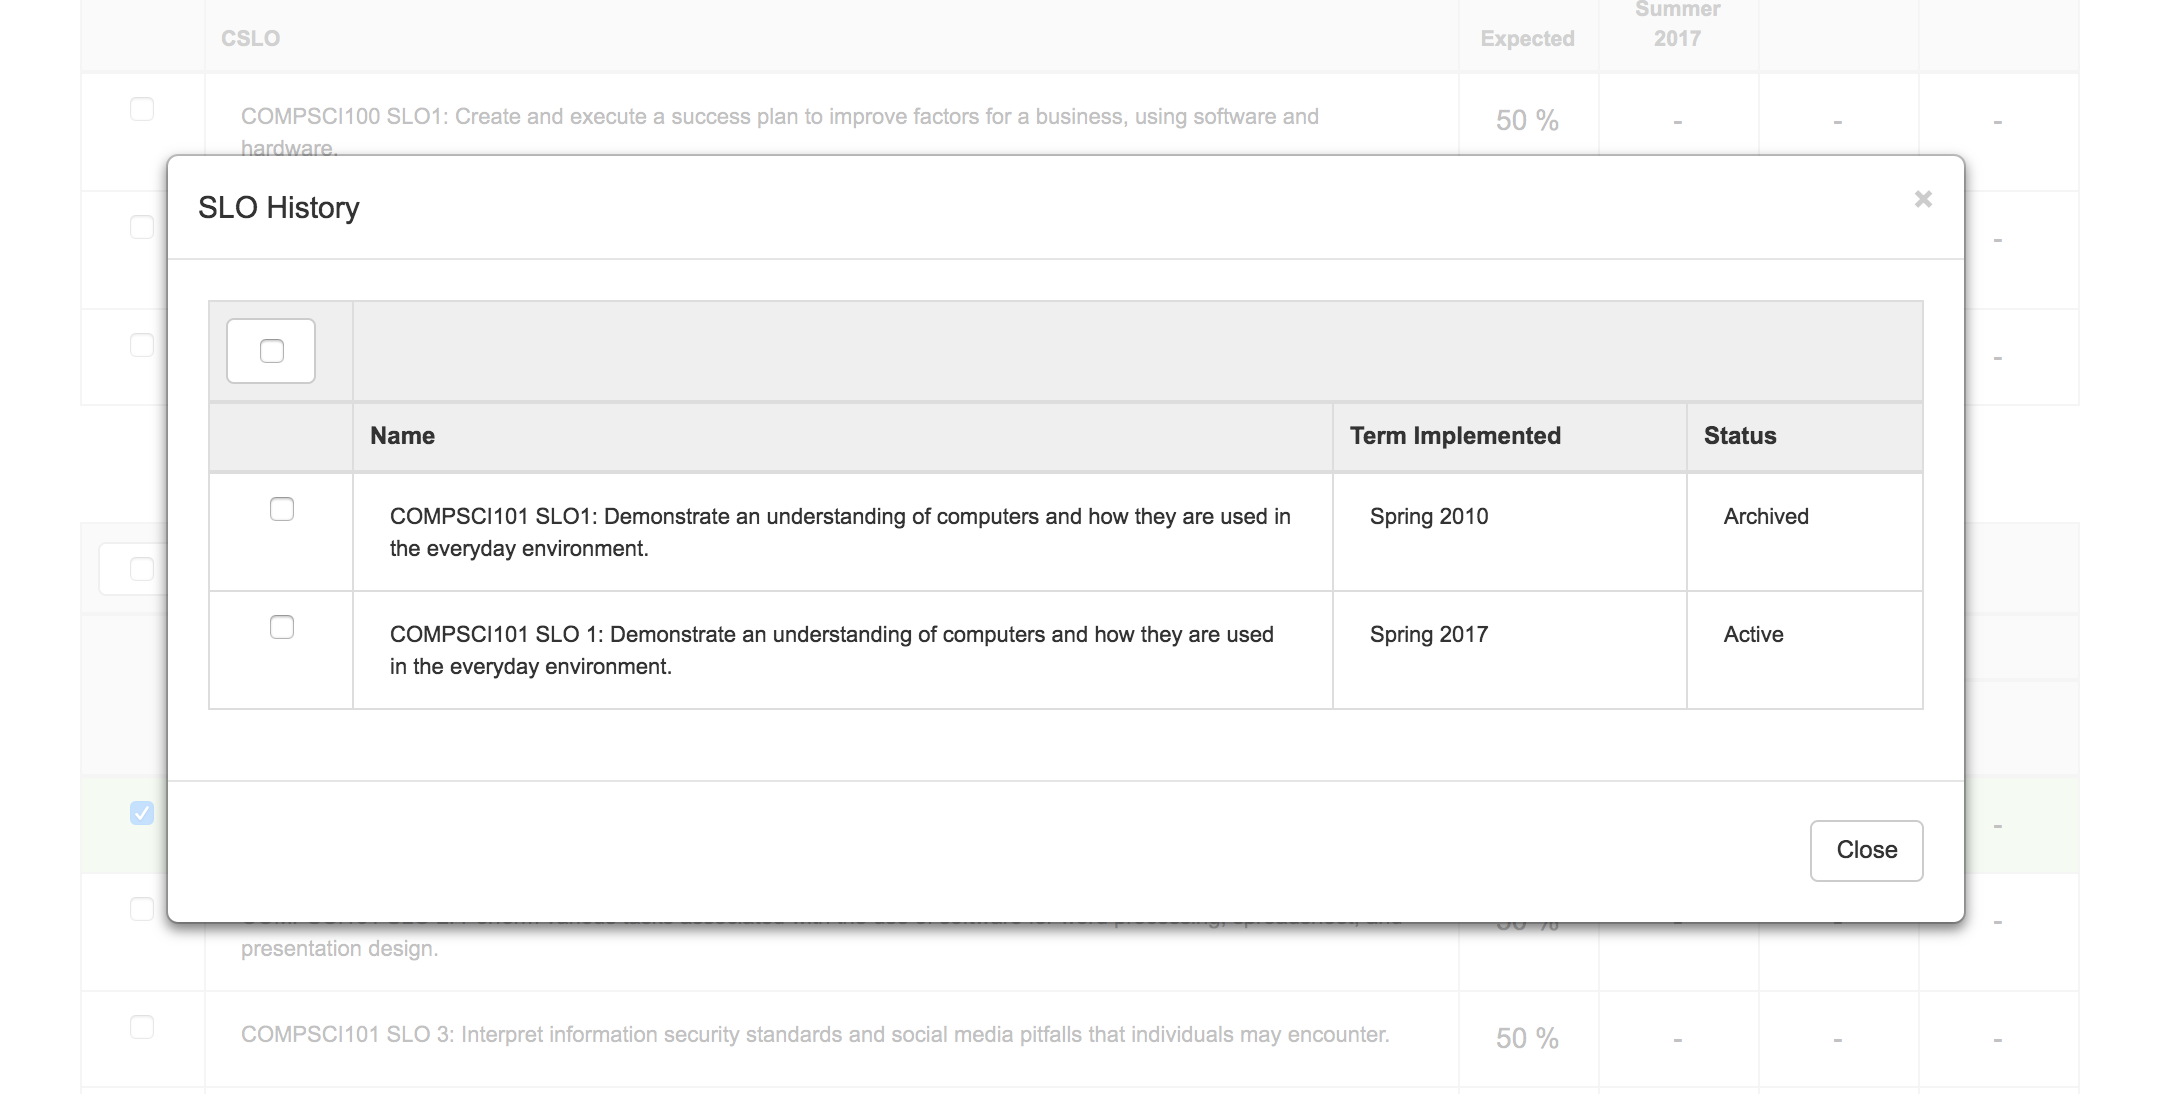 Summer
CSLO
Expected
2017
COMPSCI100 SLO1: Create and execute a success plan to improve factors for a business, using software and
50 %
-
-
-
hardware.
SLO History
×
-
-
Name
Term Implemented
Status
COMPSCI101 SLO1: Demonstrate an understanding of computers and how they are used in
Spring 2010
Archived
the everyday environment.
COMPSCI101 SLO 1: Demonstrate an understanding of computers and how they are used
Spring 2017
Active
in the everyday environment.
-
Close
-
presentation design.
COMPSCI101 SLO 3: Interpret information security standards and social media pitfalls that individuals may encounter.
50 %
-
-
-